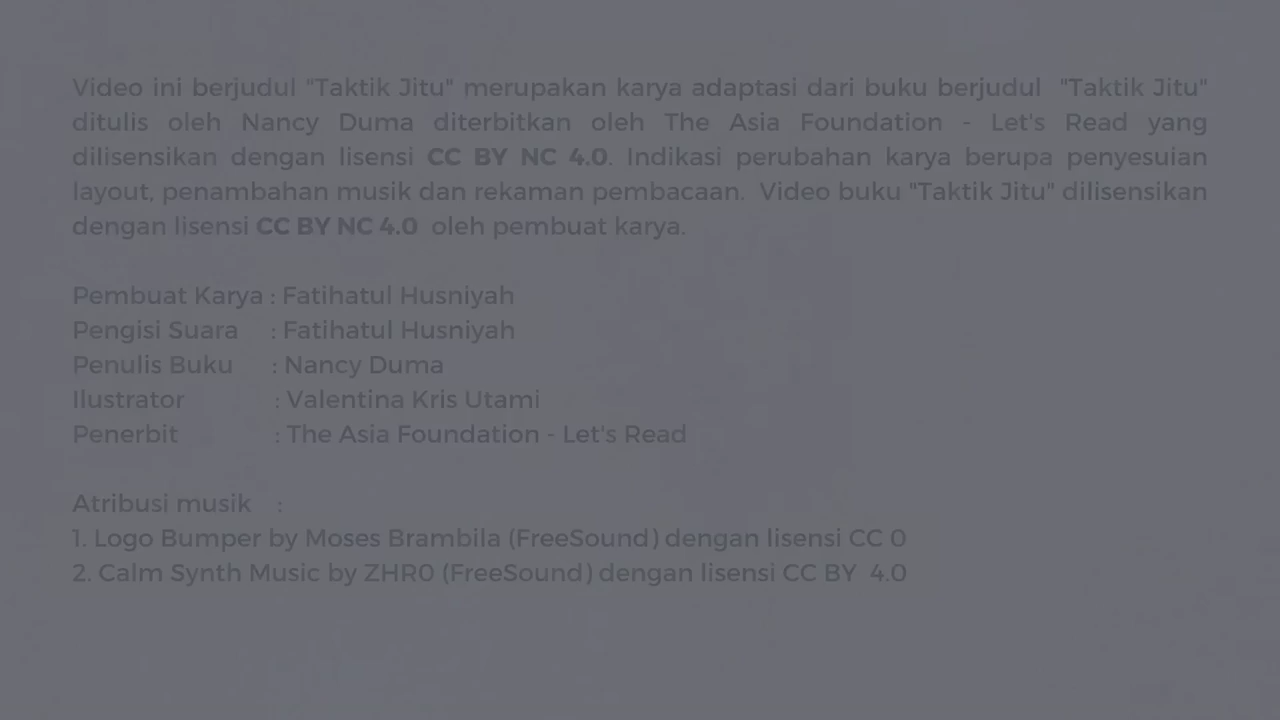 Video ini berjudul "Taktik Jitu" merupakan karya adaptasi dari buku berjudul "Taktik Jitu"
ditulis oleh Nancy Duma diterbitkan oleh The Asia Foundation - Let's Read yang
dilisensikan dengan lisensi CC BY NC 4.0. Indikasi perubahan karya berupa penyesuian
layout, penambahan musik dan rekaman pembacaan. Video buku "Taktik Jitu" dilisensikan
dengan lisensi CC BY NC 4.0 oleh pembuat karya.
Pembuat Karya : Fatihatul Husniyah
Pengisi Suara : Fatihatul Husniyah
Penulis Buku : Nancy Duma
Ilustrator : Valentina Kris Utami
Penerbit : The Asia Foundation - Let's Read
Atribusi musik :
1. Logo Bumper by Moses Brambila (FreeSound) dengan lisensi CC 0
2. Calm Synth Music by ZHR0 (FreeSound) dengan lisensi CC BY 4.0